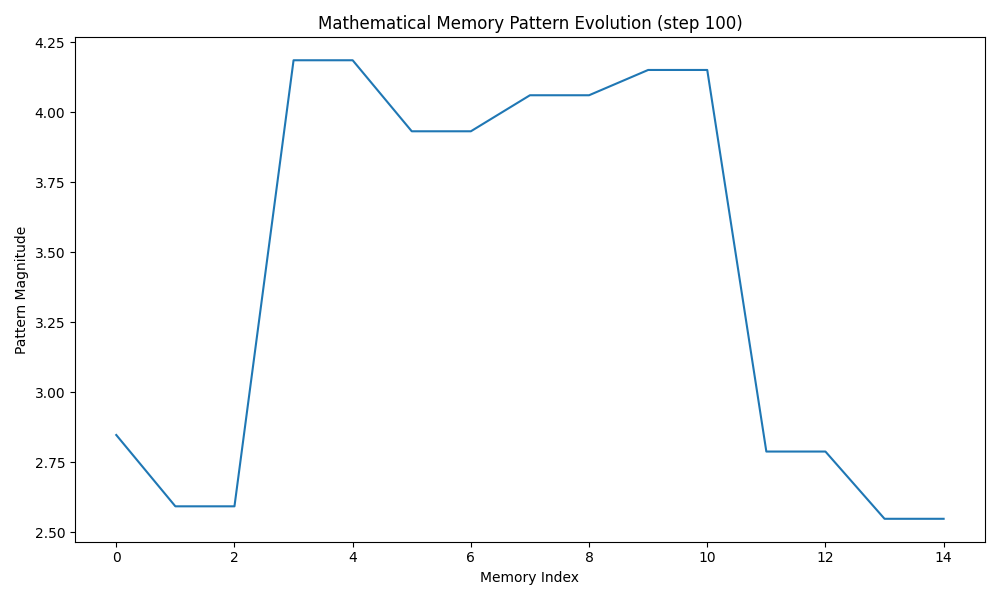 Mathematical Memory Pattern Evolution (step 100)
Pattern Magnitude
4.25
4.00
3.75
3.50
3.25
3.00
2.75
2.50
0 2 4 6 8 10 12 14
Memory Index